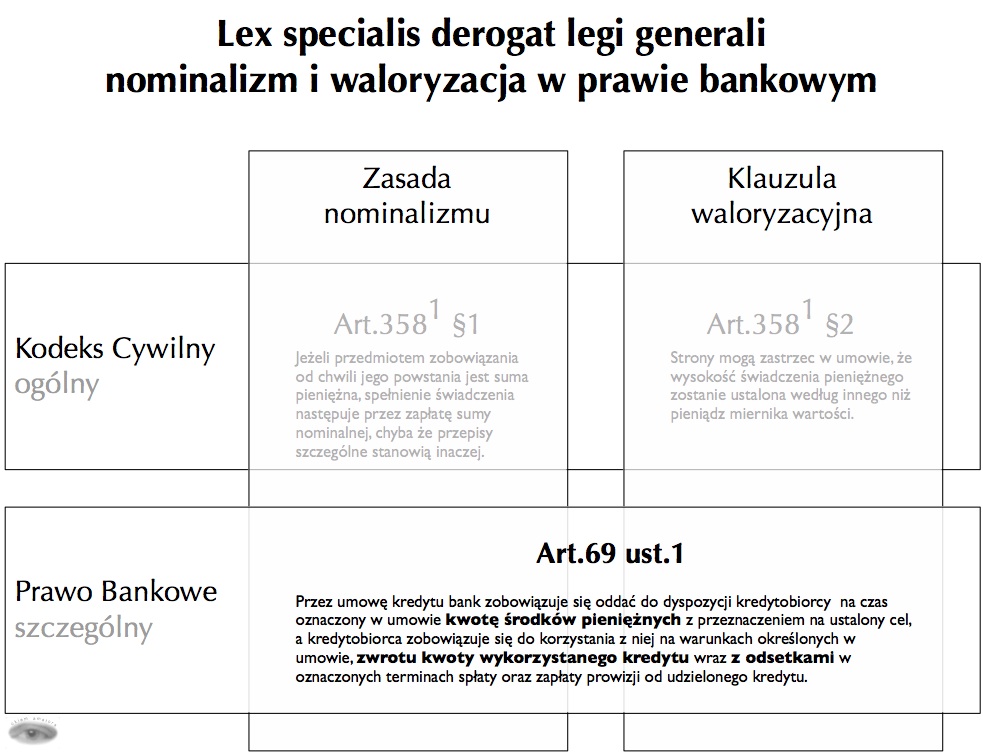 Lex specialis derogat legi generali
nominalizm i waloryzacja w prawie bankowym
Zasada
nominalizmu
Klauzula
waloryzacyjna
Kodeks Cywilny
ogólny
Art.358¹ §1
Jeżeli przedmiotem zobowiązania
od chwili jego powstania jest suma
pieniężna, spełnienie świadczenia
następuje przez zapłatę sumy
nominalnej, chyba że przepisy
szczególne stanowią inaczej.
Art.358¹ §2
Strony mogą zastrzec w umowie, że
wysokość świadczenia pieniężnego
zostanie ustalona według innego niż
pieniądz miernika wartości.
Prawo Bankowe
szczególny
Art.69 ust.1
Przez umowę kredytu bank zobowiązuje się oddać do dyspozycji kredytobiorcy na czas
oznaczony w umowie kwotę środków pieniężnych z przeznaczeniem na ustalony cel,
a kredytobiorca zobowiązuje się do korzystania z niej na warunkach określonych w
umowie, zwrotu kwoty wykorzystanego kredytu wraz z odsetkami w
oznaczonych terminach spłaty oraz zapłaty prowizji od udzielonego kredytu.